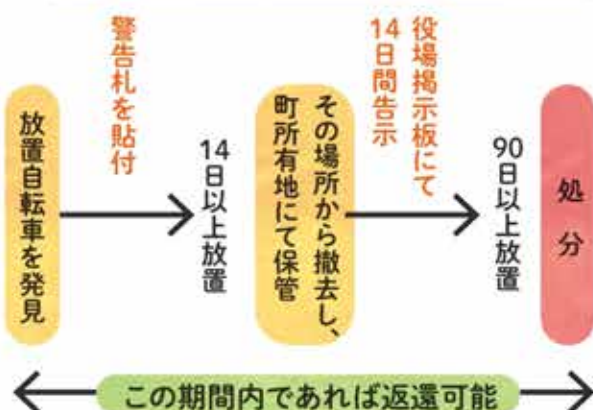 放置自転車を発見
警告札を貼付
14日以上放置
その場所から撤去し、
町所有地にて保管
役場掲示板にて
14日間告示
90日以上放置
処分
この期間内であれば返還可能